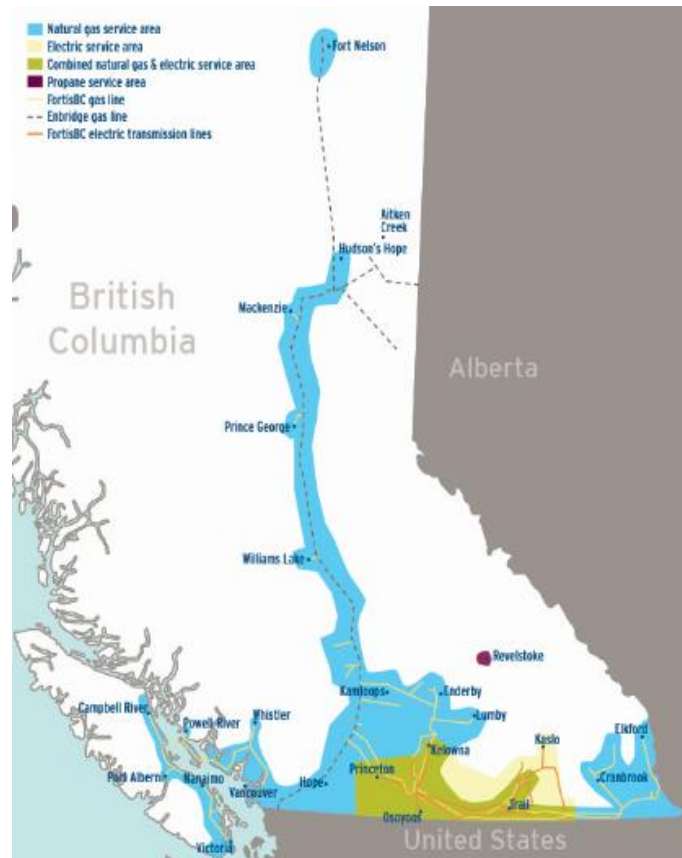 Natural gas service area
Electric service area
Combined natural gas & electric service area
Propane service area
FortisBC gas line
Enbridge gas line
FortisBC electric transmission lines
Fort Nelson
Aitken
Creek
Hudson's Hope
British
Columbia
Mackenzie
Alberta
Prince George
Williams Lake
Revelstoke
Kamloops
Enderby
Lumby
Campbell River
Powell River
Whistler
Kelowna
Kaslo
Elkford
Port Alberni
Nanaimo
Vancouver
Hope
Princeton
Cranbrook
Osoyoos
Trail
United States
Victoria